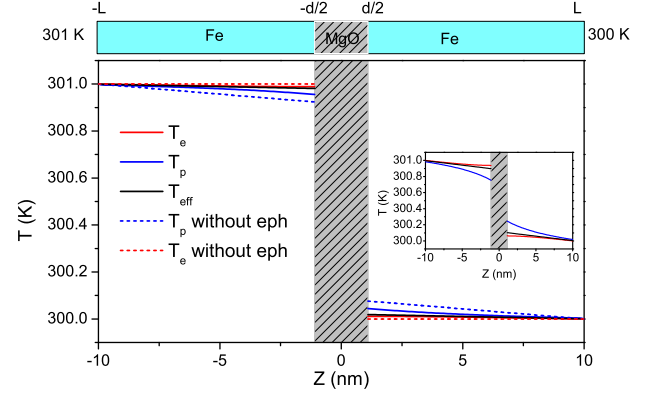 -L -d/2 d/2 L
301 K Fe MgO Fe 300 K
301.0
300.8
300.6
300.4
300.2
300.0
T (K)
Te
Tp
Teff
Tp without eph
Te without eph
-10 -5 0 5 10
Z (nm)
301.0
300.8
300.6
300.4
300.2
300.0
T (K)
-10 -5 0 5 10
Z (nm)